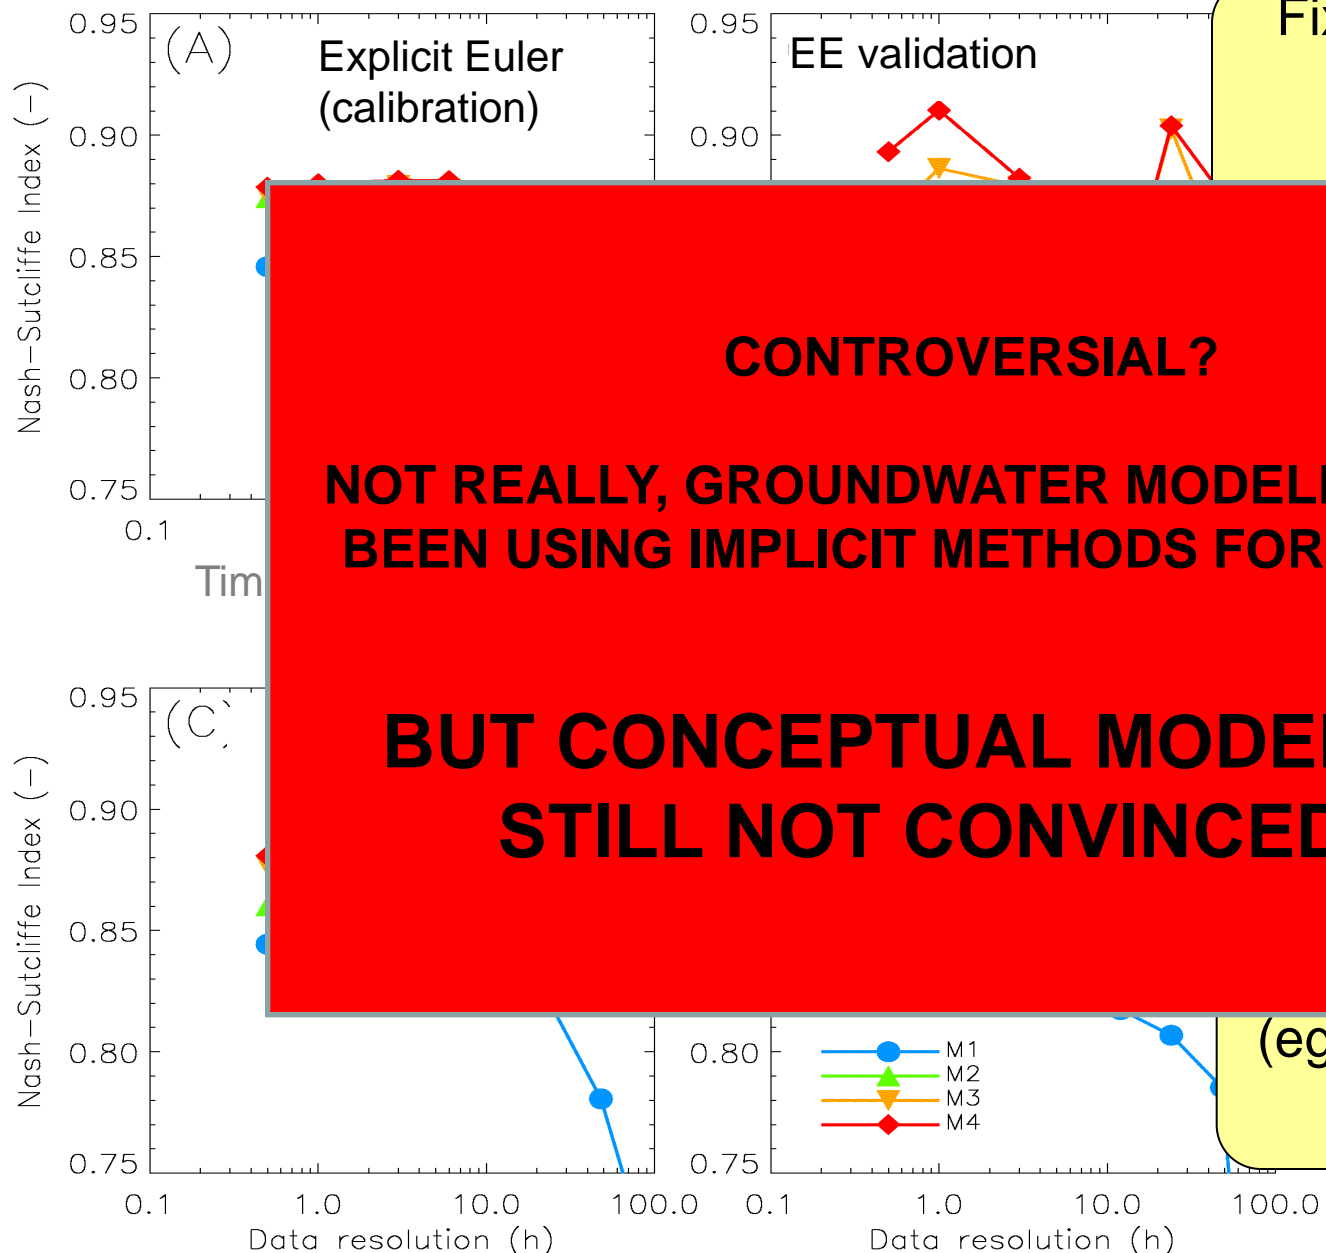 0.95
(A)
Explicit Euler
(calibration)
0.90
0.85
0.80
0.75
0.1
Nash-Sutcliffe Index (-)
0.95
EE validation
0.90
CONTROVERSIAL?
NOT REALLY, GROUNDWATER
BEEN USING IMPLICIT METHODS FOR
BUT CONCEPTUAL
STILL NOT CONVINCED
0.95
(C)
0.90
0.85
0.80
0.75
0.1 1.0 10.0 100.0
Nash-Sutcliffe Index (-)
Data resolution (h)
0.80
0.75
M1
M2
M3
M4
0.1 1.0 10.0 100.0
Data resolution (h)
(eg